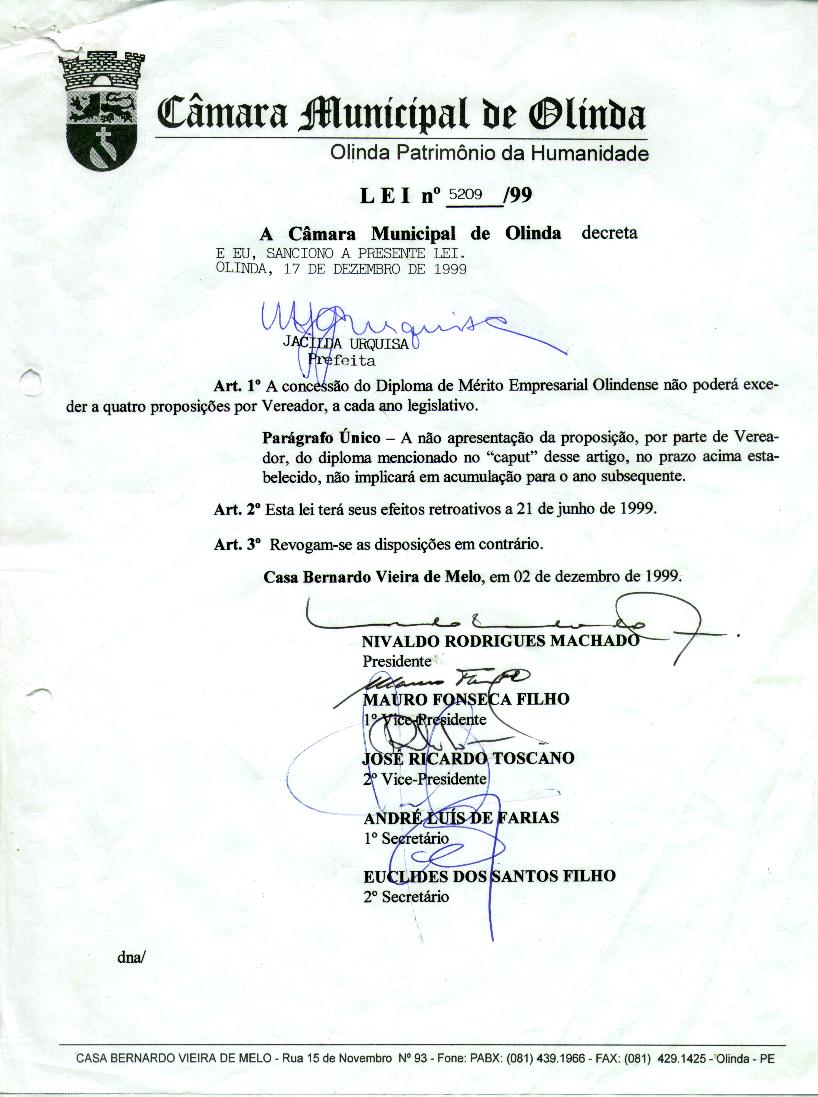 Câmara Municipal de Olinda
Olinda Patrimônio da Humanidade
L E I nº 5209 /99
A Câmara Municipal de Olinda decreta
E EU, SANCIONO A PRESENTE LEI.
OLINDA, 17 DE DEZEMBRO DE 1999
JACILDA URQUISA
Prefeita
Art. 1º A concessão do Diploma de Mérito Empresarial Olindense não poderá exce-
der a quatro proposições por Vereador, a cada ano legislativo.
Parágrafo Único – A não apresentação da proposição, por parte de Verea-
dor, do diploma mencionado no “caput” desse artigo, no prazo acima esta-
belecido, não implicará em acumulação para o ano subsequente.
Art. 2º Esta lei terá seus efeitos retroativos a 21 de junho de 1999.
Art. 3º Revogam-se as disposições em contrário.
Casa Bernardo Vieira de Melo, em 02 de dezembro de 1999.
NIVALDO RODRIGUES MACHADO
Presidente
MAURO FONSECA FILHO
1º Vice-Presidente
JOSÉ RICARDO TOSCANO
2º Vice-Presidente
ANDRÉ LUÍS DE FARIAS
1º Secretário
EUCLIDES DOS SANTOS FILHO
2º Secretário
dna/
CASA BERNARDO VIEIRA DE MELO - Rua 15 de Novembro Nº 93 - Fone: PABX: (081) 439.1966 - FAX: (081) 429.1425 - Olinda - PE